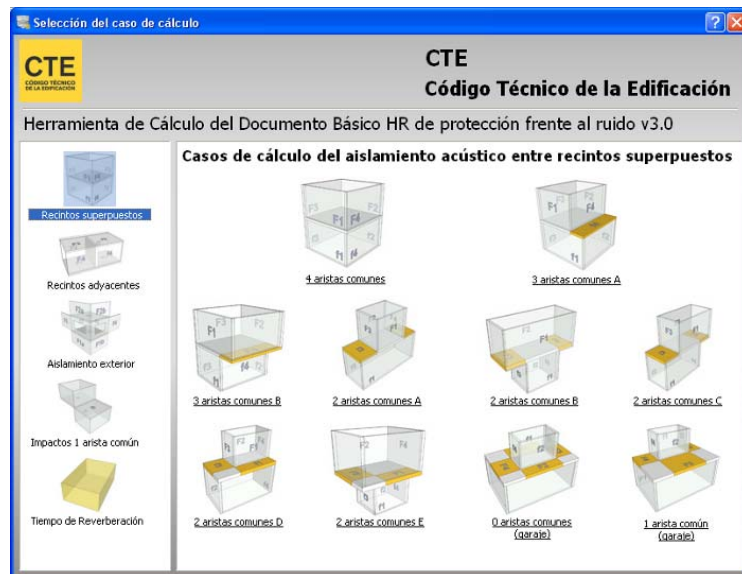 Selección del caso de cálculo
CTE
CÓDIGO TÉCNICO
DE LA EDIFICACIÓN
CTE
Código Técnico de la Edificación
Herramienta de Cálculo del Documento Básico HR de protección frente al ruido v3.0
Recintos superpuestos
Recintos adyacentes
Aislamiento exterior
Impactos 1 arista común
Tiempo de Reverberación
Casos de cálculo del aislamiento acústico entre recintos superpuestos
4 aristas comunes
3 aristas comunes A
3 aristas comunes B
2 aristas comunes A
2 aristas comunes B
2 aristas comunes C
2 aristas comunes D
2 aristas comunes E
0 aristas comunes
(garaje)
1 arista común
(garaje)